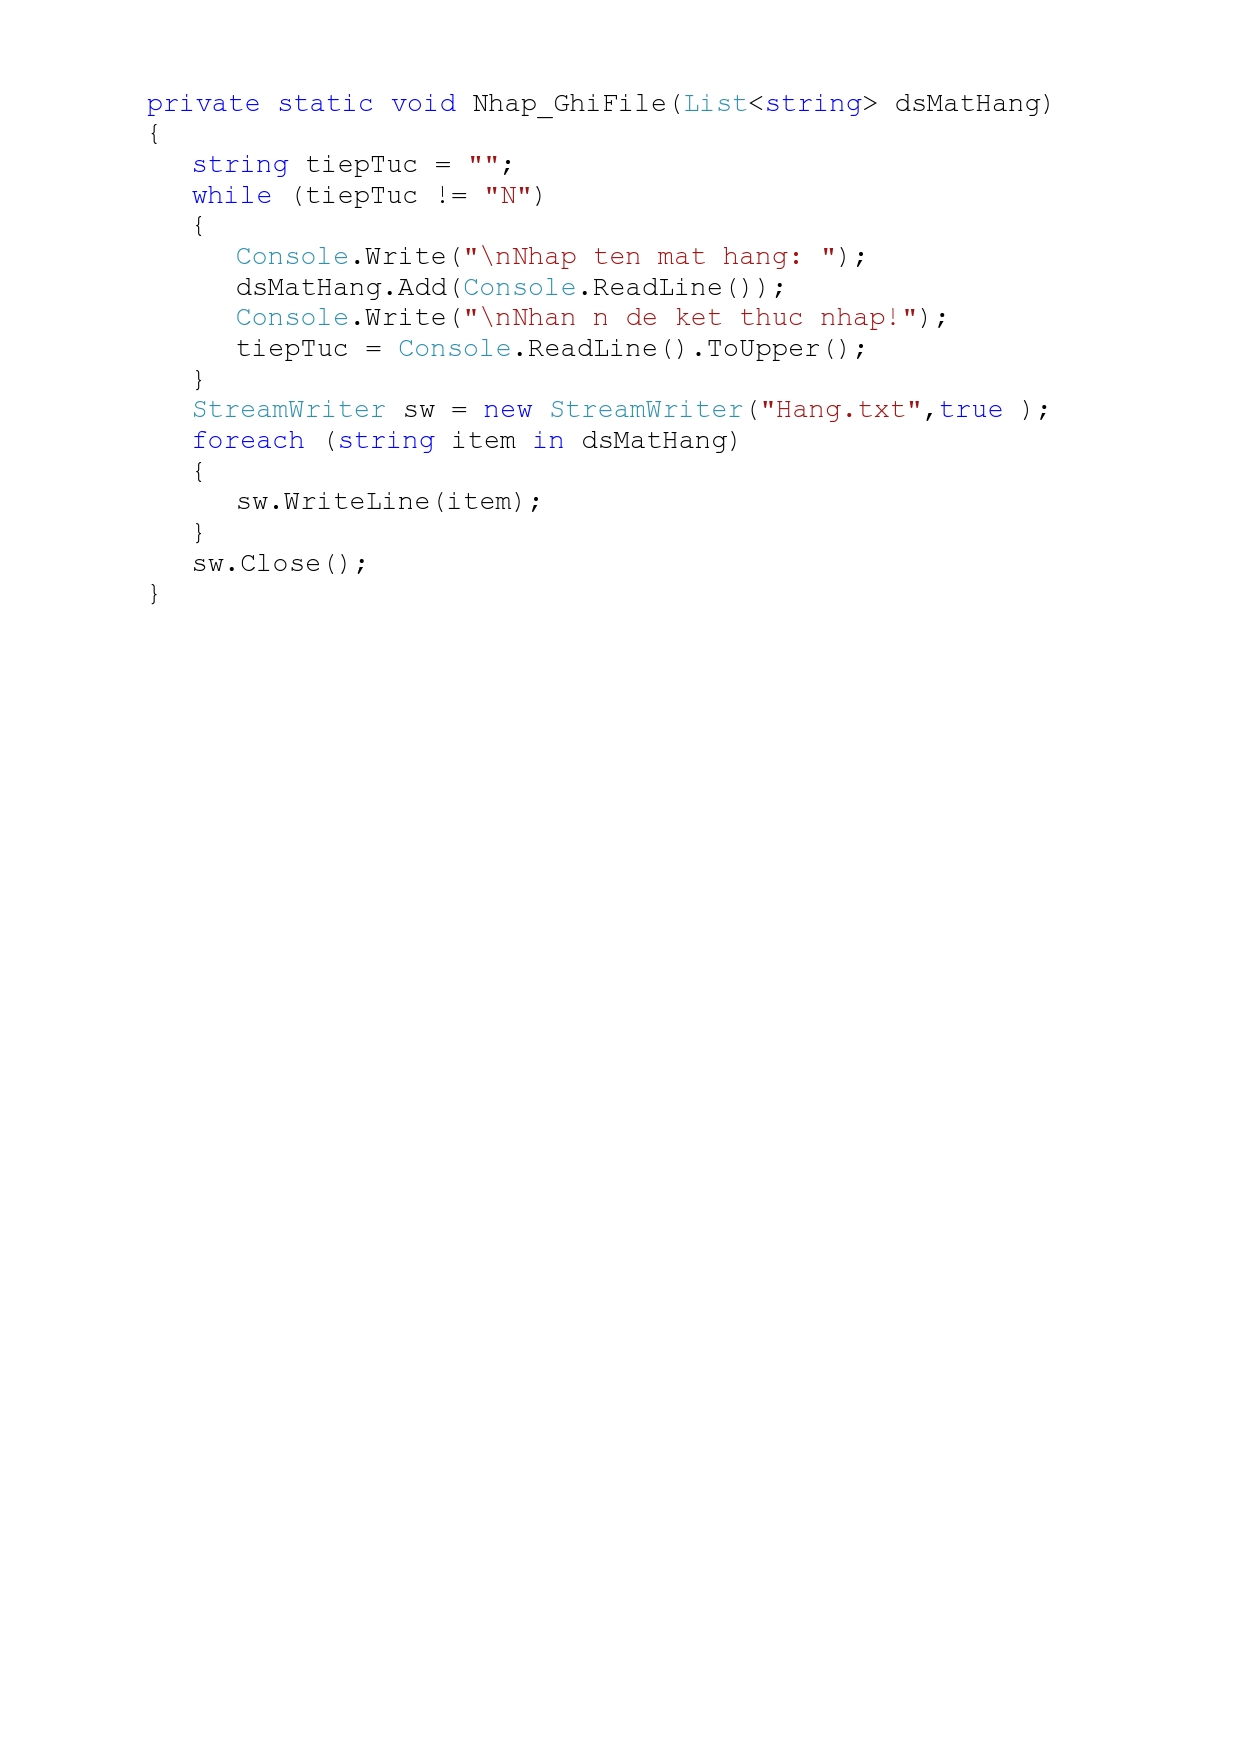 private static void Nhap_GhiFile(List<string> dsMatHang)
{
string tiepTuc = "";
while (tiepTuc != "N")
{
Console.Write("\nNhap ten mat hang: ");
dsMatHang.Add(Console.ReadLine());
Console.Write("\nNhan n de ket thuc nhap!");
tiepTuc = Console.ReadLine().ToUpper();
}
StreamWriter sw = new StreamWriter("Hang.txt",true );
foreach (string item in dsMatHang)
{
sw.WriteLine(item);
}
sw.Close();
}